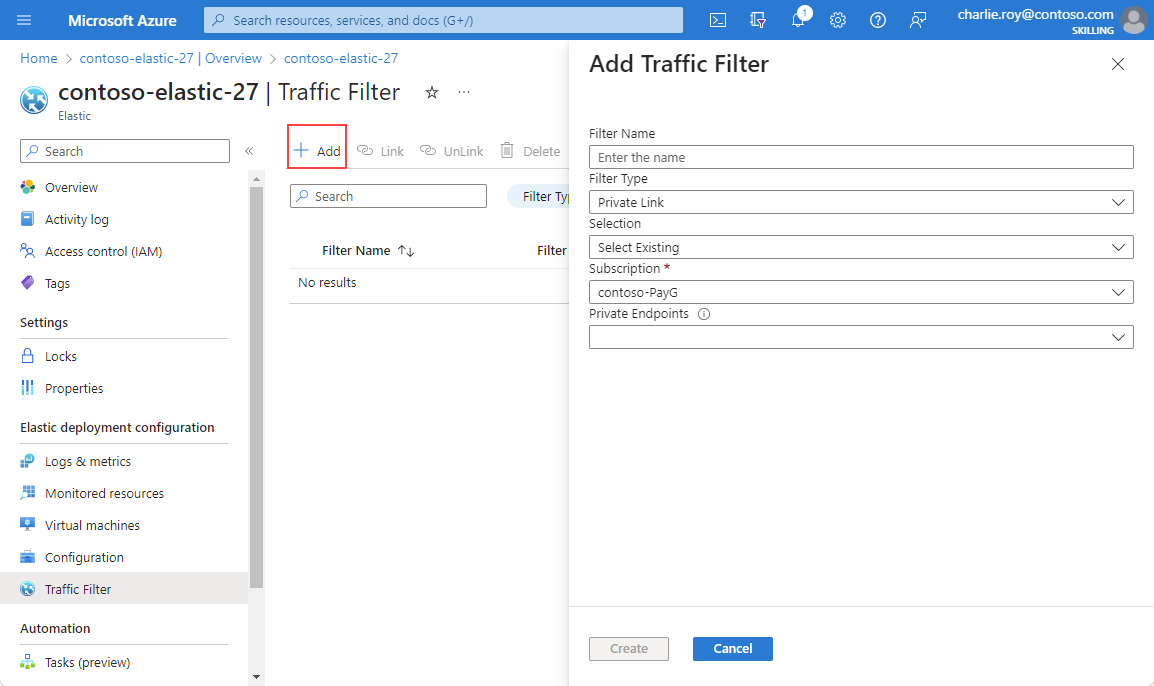 Microsoft Azure
Search resources, services, and docs (G+/)
1
charlie.roy@contoso.com
SKILLING
Home > contoso-elastic-27 | Overview > contoso-elastic-27
contoso-elastic-27 | Traffic Filter
Elastic
Search
Overview
Activity log
Access control (IAM)
Tags
Settings
Locks
Properties
Elastic deployment configuration
Logs & metrics
Monitored resources
Virtual machines
Configuration
Traffic Filter
Automation
Tasks (preview)
Add Link UnLink Delete
Search Filter Typ
Filter Name Filter
No results
Add Traffic Filter
Filter Name
Enter the name
Filter Type
Private Link
Selection
Select Existing
Subscription *
contoso-PayG
Private Endpoints
Create Cancel